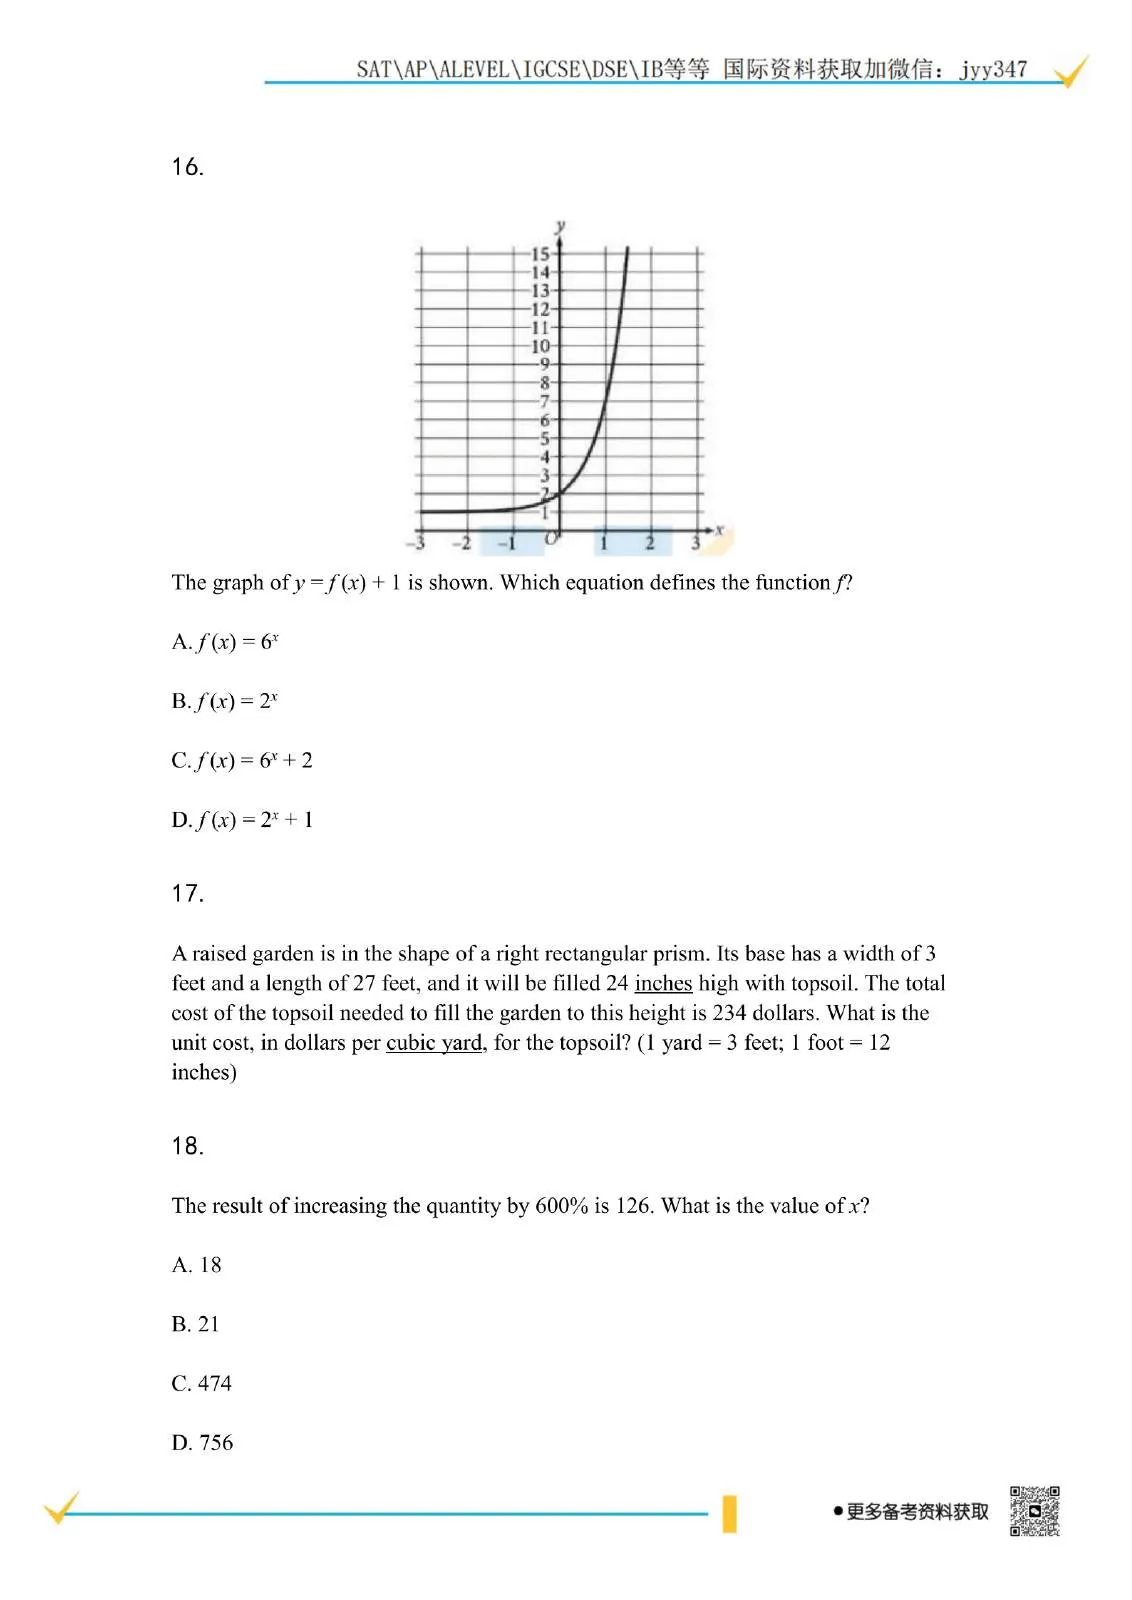 SAT\AP\ALEVEL\IGCSE\DSE\IB等等 国际资料获取加微信：jyy347
16.
y
15
14
13
12
11
10
9
8
7
6
5
4
3
2
1
-3 -2 -1 O 1 2 3 x
The graph of y = f (x) + 1 is shown. Which equation defines the function f?
A. f (x) = 6ˣ
B. f (x) = 2ˣ
C. f (x) = 6ˣ + 2
D. f (x) = 2ˣ + 1
17.
A raised garden is in the shape of a right rectangular prism. Its base has a width of 3
feet and a length of 27 feet, and it will be filled 24 inches high with topsoil. The total
cost of the topsoil needed to fill the garden to this height is 234 dollars. What is the
unit cost, in dollars per cubic yard, for the topsoil? (1 yard = 3 feet; 1 foot = 12
inches)
18.
The result of increasing the quantity by 600% is 126. What is the value of x?
A. 18
B. 21
C. 474
D. 756
●更多备考资料获取